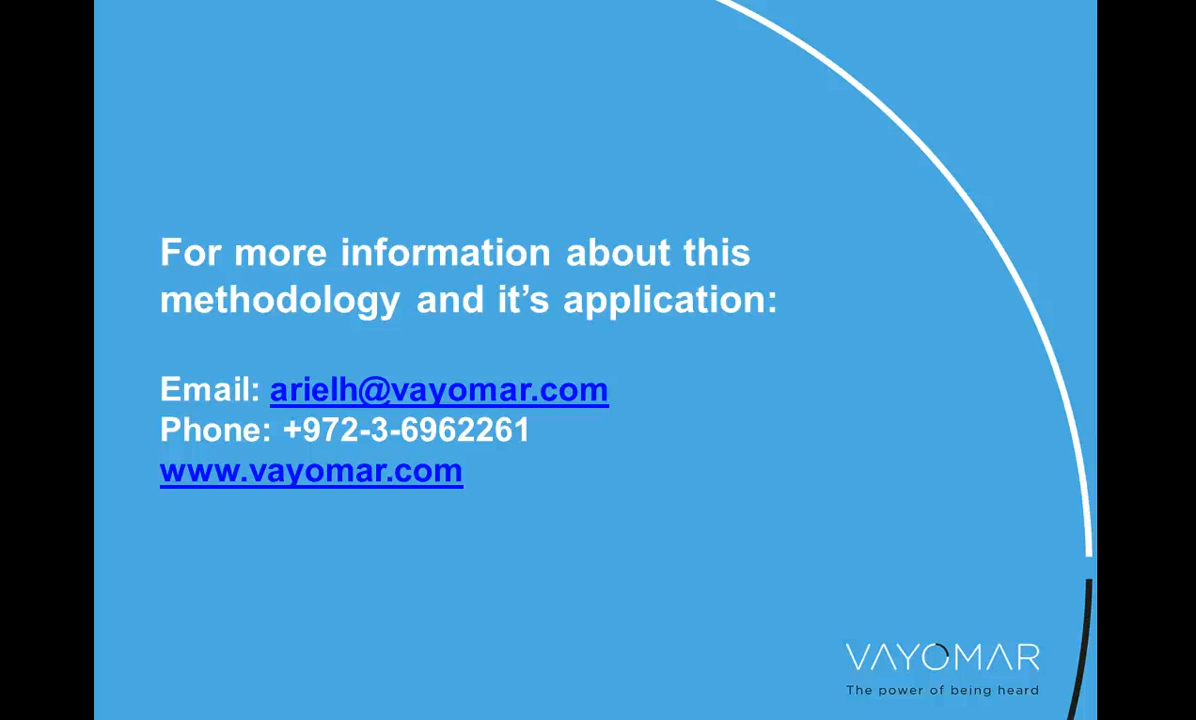 For more information about this
methodology and it’s application:
Email: arielh@vayomar.com
Phone: +972-3-6962261
www.vayomar.com
VAYOMAR
The power of being heard